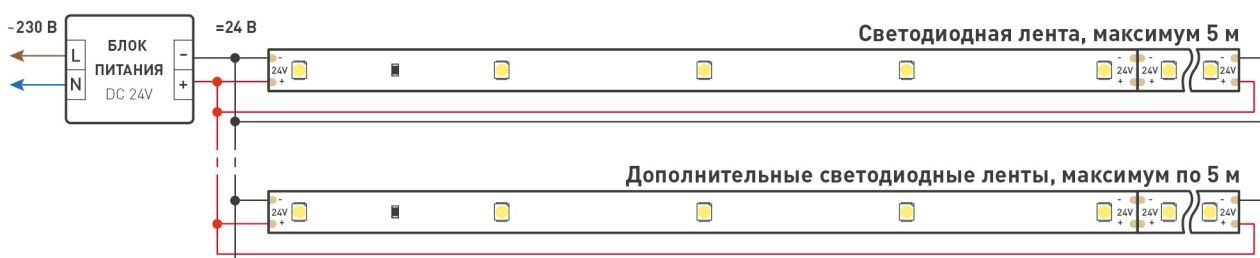 ~230 В
=24 В
L
N
БЛОК
ПИТАНИЯ
DC 24V
−
+
Светодиодная лента, максимум 5 м
-
24V
+
-
24V
+
-
24V
+
-
24V
+
Дополнительные светодиодные ленты, максимум по 5 м
-
24V
+
-
24V
+
-
24V
+
-
24V
+